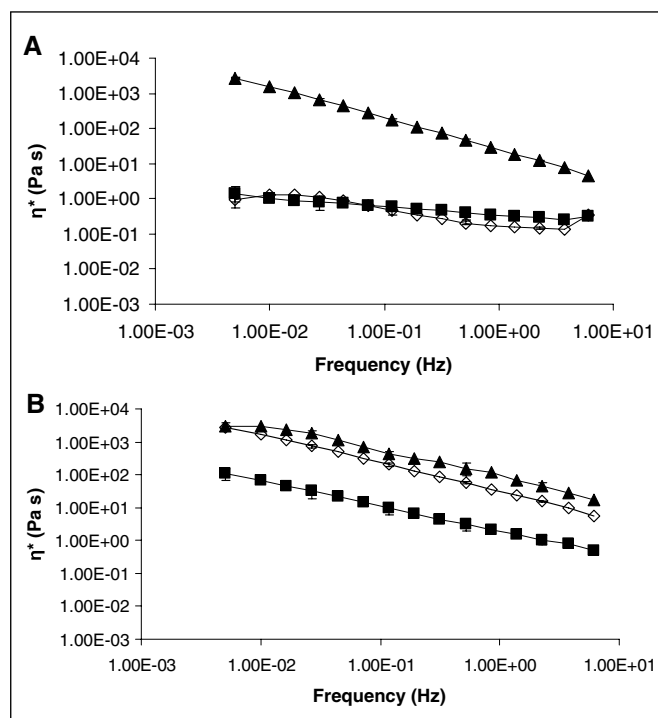 A
1.00E+04
1.00E+03
1.00E+02
1.00E+01
1.00E+00
1.00E-01
1.00E-02
1.00E-03
η* (Pa s)
1.00E-03 1.00E-02 1.00E-01 1.00E+00 1.00E+01
Frequency (Hz)
B
1.00E+04
1.00E+03
1.00E+02
1.00E+01
1.00E+00
1.00E-01
1.00E-02
1.00E-03
η* (Pa s)
1.00E-03 1.00E-02 1.00E-01 1.00E+00 1.00E+01
Frequency (Hz)